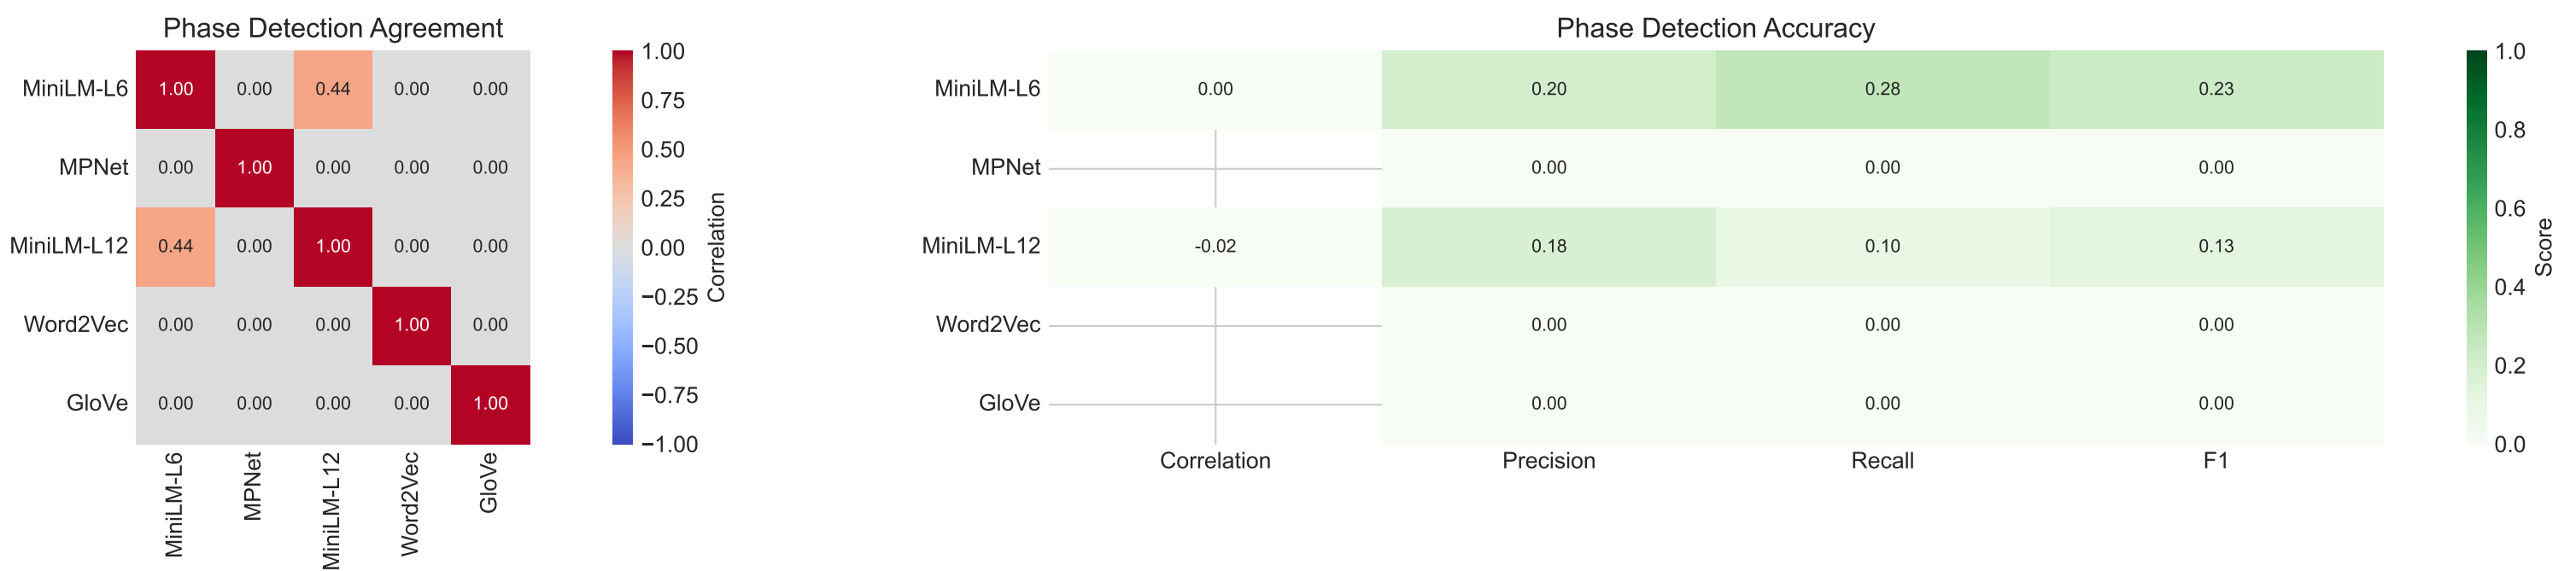 Phase Detection Agreement
MiniLM-L6 1.00 0.00 0.44 0.00 0.00
MPNet 0.00 1.00 0.00 0.00 0.00
MiniLM-L12 0.44 0.00 1.00 0.00 0.00
Word2Vec 0.00 0.00 0.00 1.00 0.00
GloVe 0.00 0.00 0.00 0.00 1.00
MiniLM-L6
MPNet
MiniLM-L12
Word2Vec
GloVe
1.00
0.75
0.50
0.25
0.00
−0.25
−0.50
−0.75
−1.00
Correlation
Phase Detection Accuracy
MiniLM-L6 0.00 0.20 0.28 0.23
MPNet 0.00 0.00 0.00
MiniLM-L12 -0.02 0.18 0.10 0.13
Word2Vec 0.00 0.00 0.00
GloVe 0.00 0.00 0.00
Correlation Precision Recall F1
1.0
0.8
0.6
0.4
0.2
0.0
Score